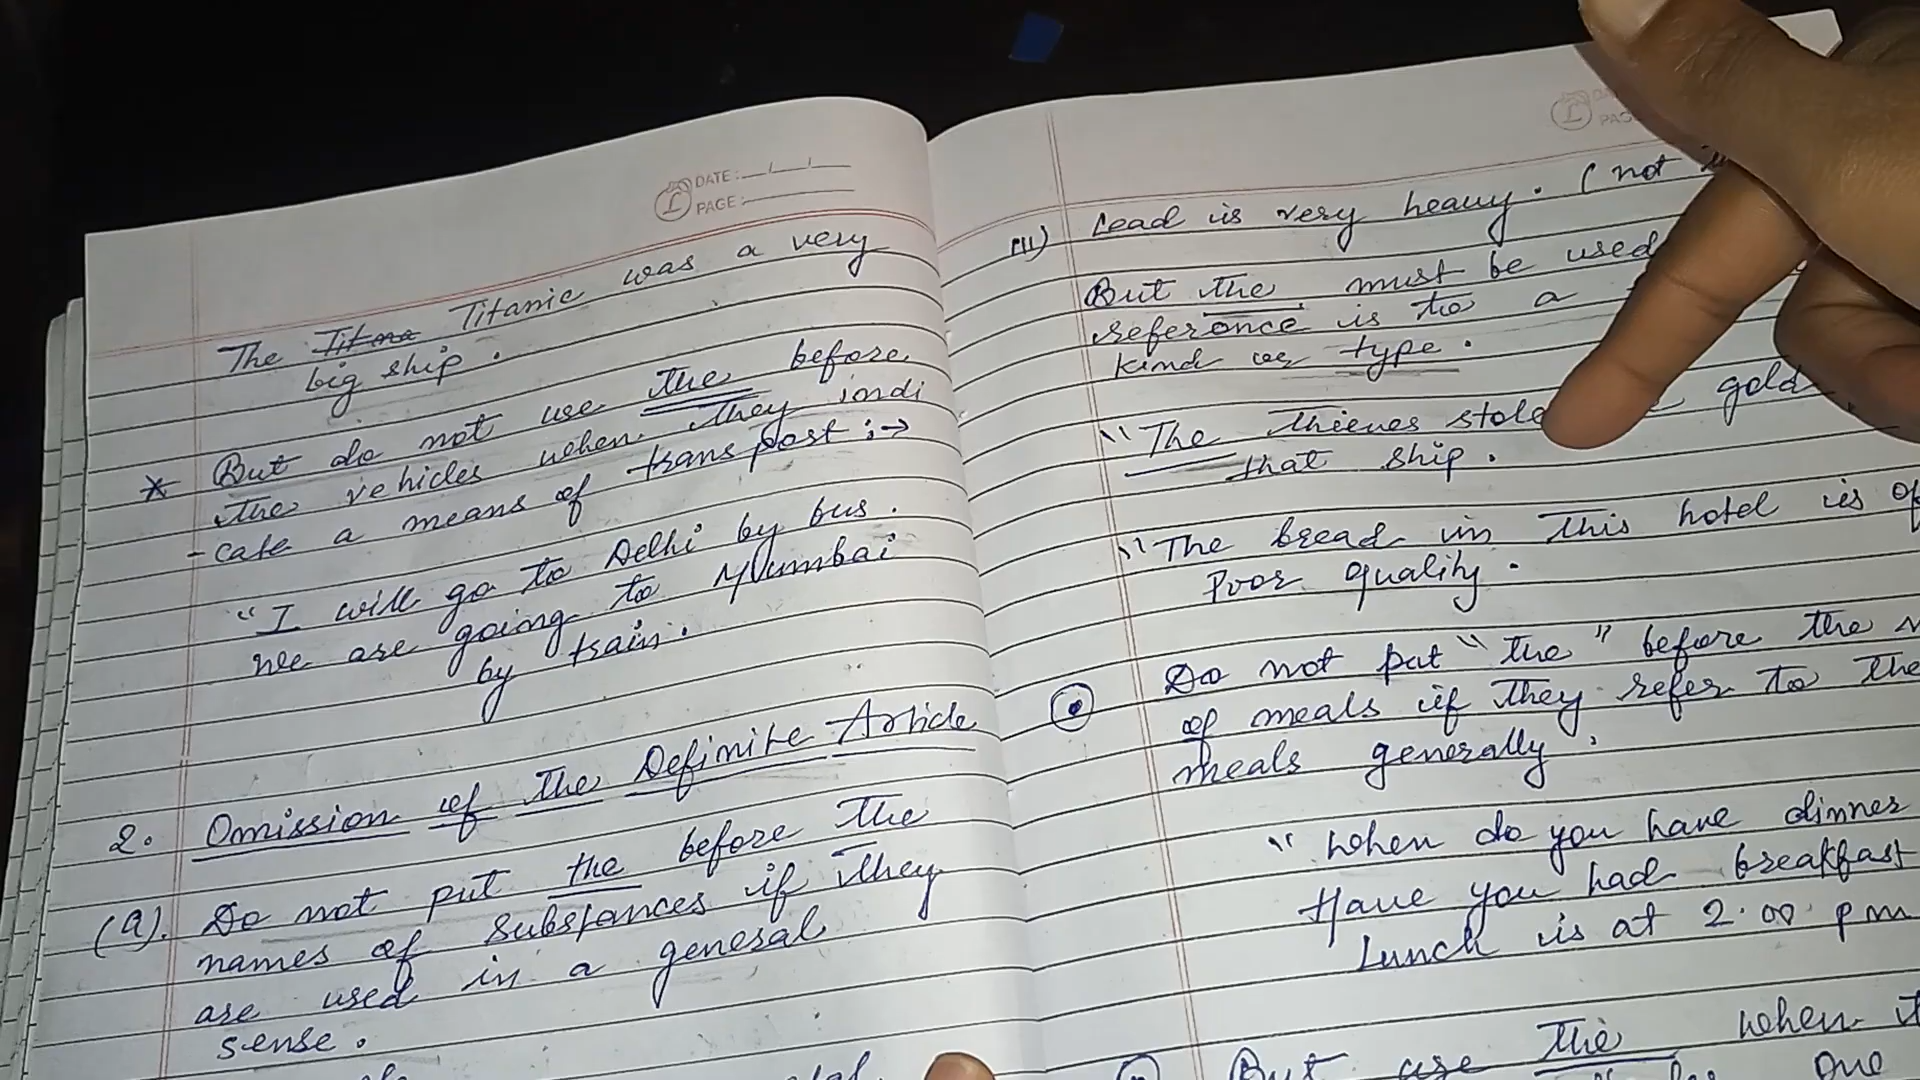 DATE:
PAGE:
The Titma Titanic was a very
big ship.
* But do not use the before
the vehicles when they indi
- cate a means of transport :->
"I will go to Delhi by bus.
We are going to Mumbai
by train.
2. Omission of the Definite Article
(a). Do not put the before the
names of substances if they
are used in a general
sense.
(II) Lead is very heavy. (not
But the must be used
reference is to a
kind or type.
"The thieves stole gold
that ship.
"The bread in this hotel is of
Poor quality.
Do not put "the" before the
of meals if they refer to the
meals generally.
"When do you have dinner
Have you had breakfast
Lunch is at 2.00 pm
But use The when it
One